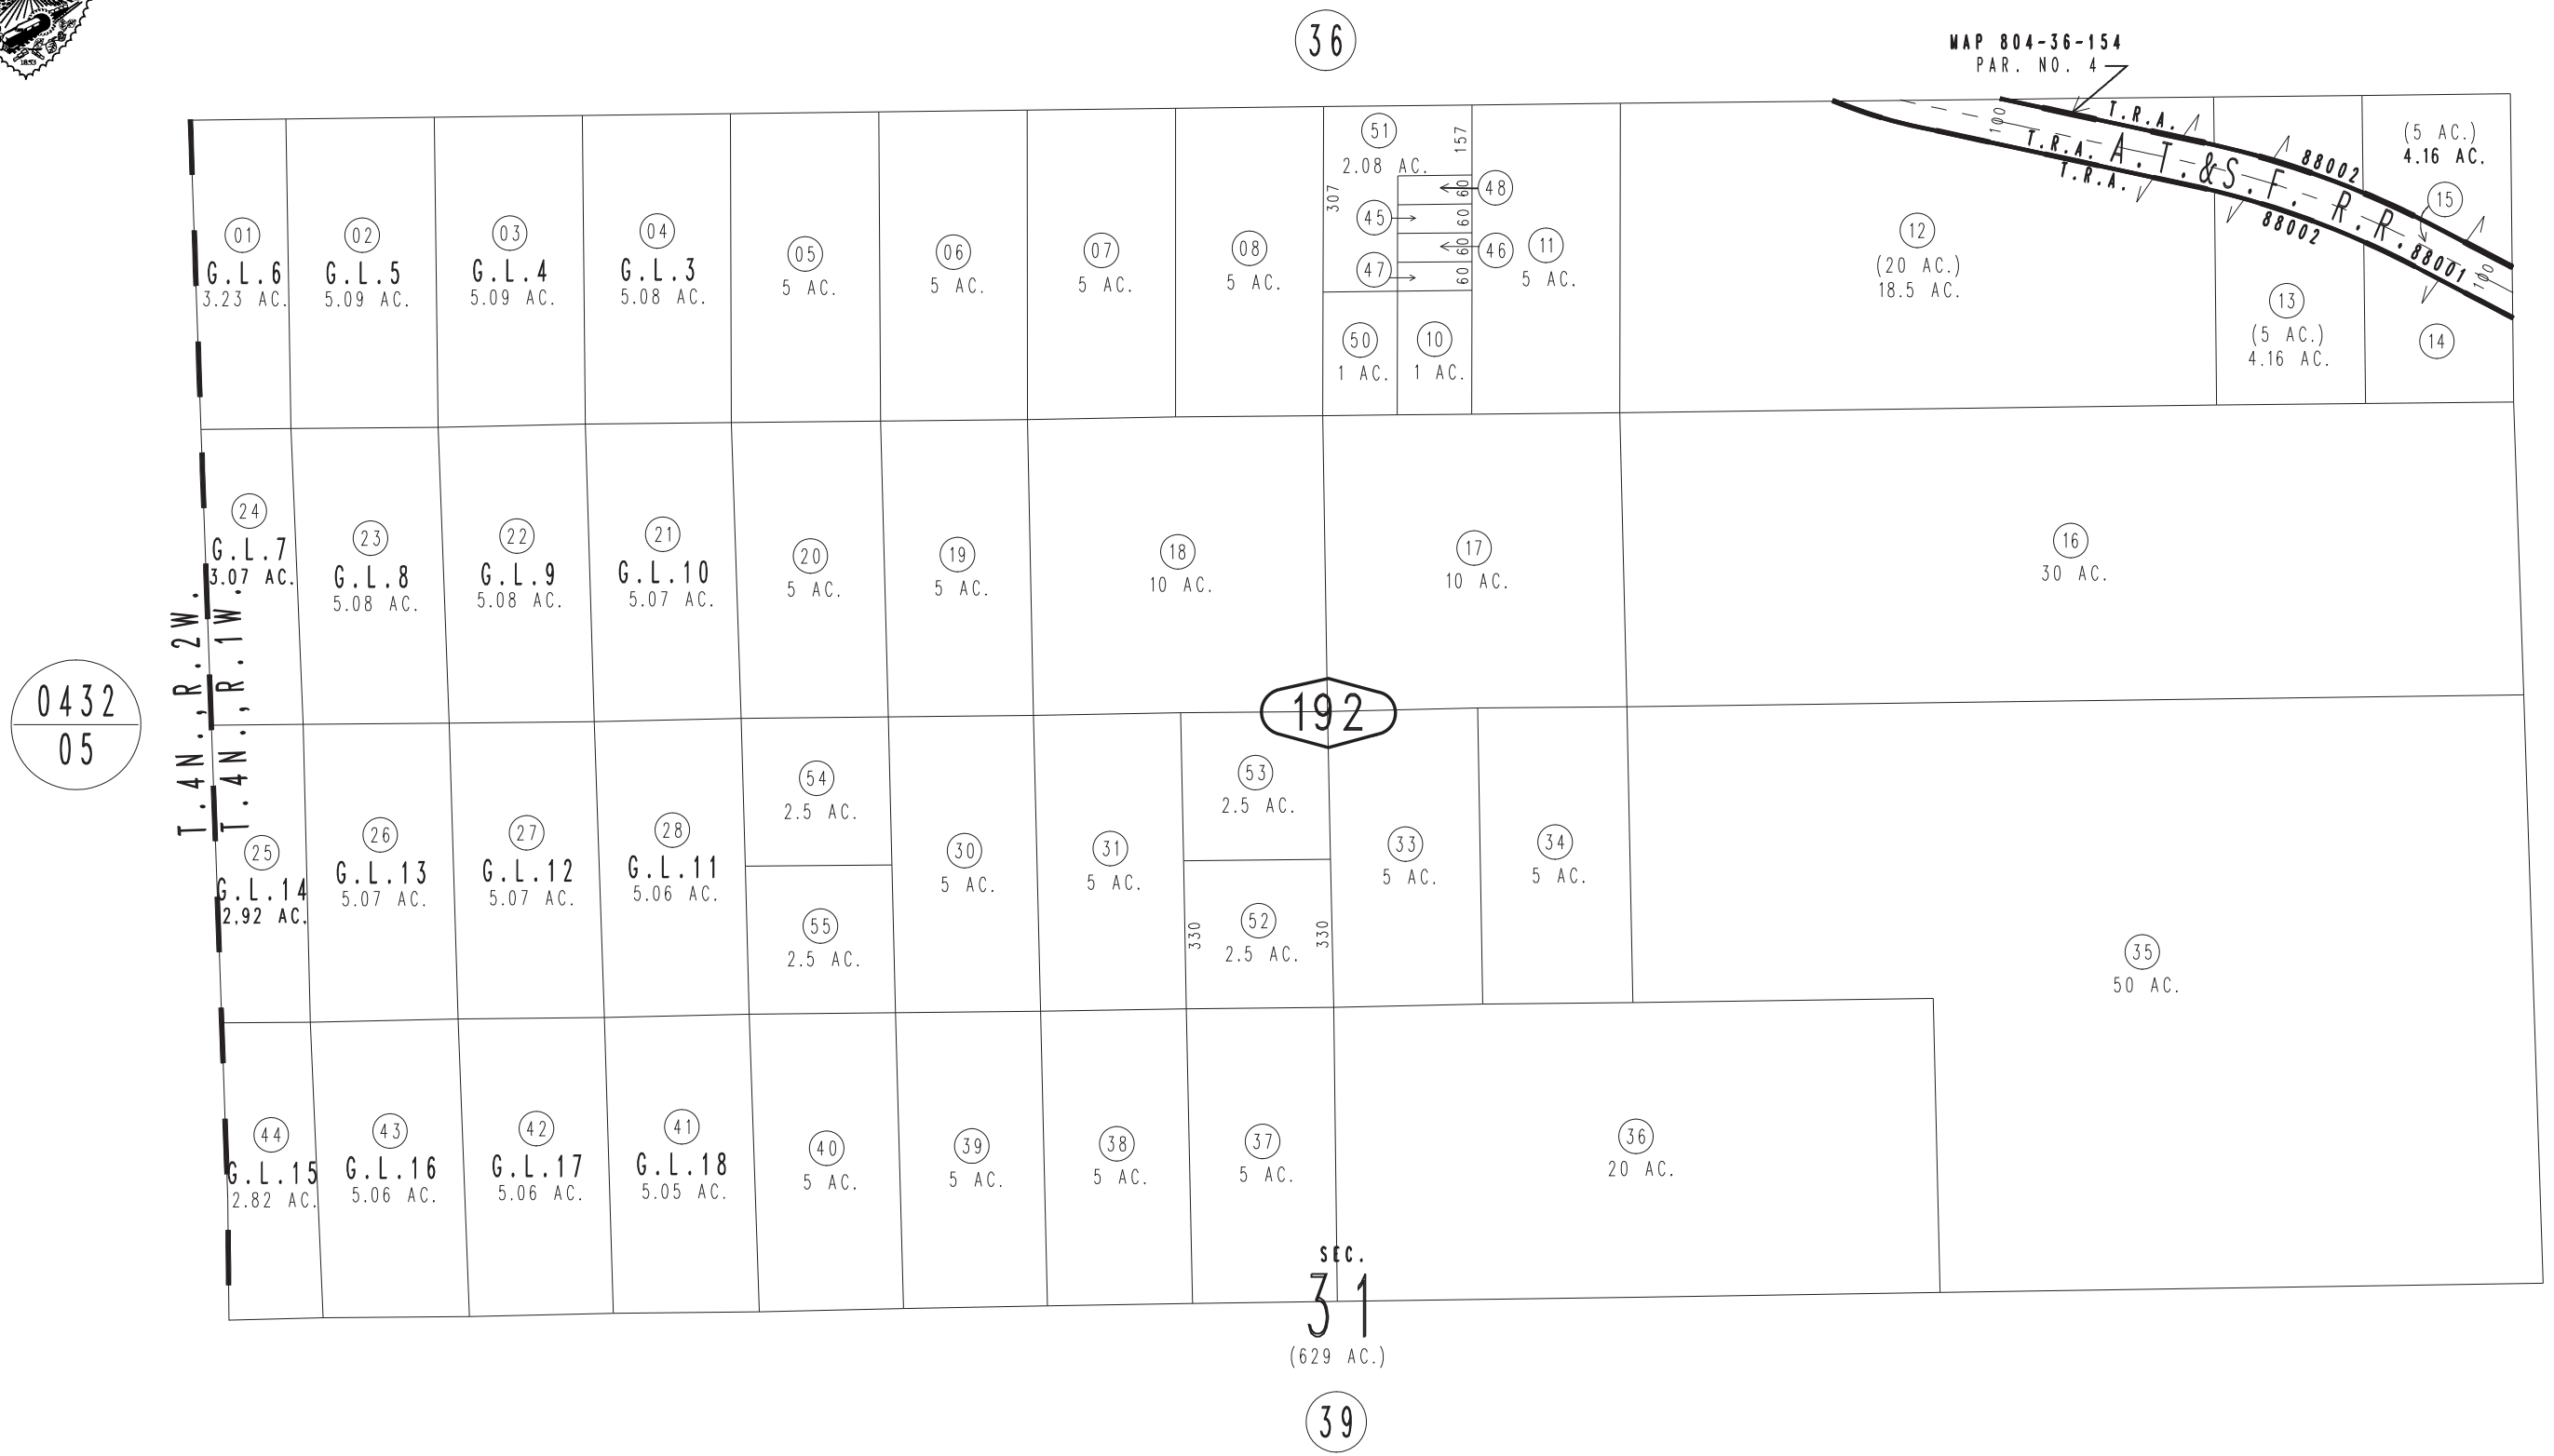 1853
36
MAP 804-36-154
PAR. NO. 4
01
G.L.6
3.23 AC.
02
G.L.5
5.09 AC.
03
G.L.4
5.09 AC.
04
G.L.3
5.08 AC.
05
5 AC.
06
5 AC.
07
5 AC.
08
5 AC.
51
2.08 AC.
157
307
60
48
45
60
60
46
47
60
50
1 AC.
10
1 AC.
11
5 AC.
12
(20 AC.)
18.5 AC.
100
T.R.A.
T.R.A.
T.R.A.
A.T.&S.F. R.R.
88002
88002
88001
100
13
(5 AC.)
4.16 AC.
(5 AC.)
4.16 AC.
15
14
24
G.L.7
3.07 AC.
23
G.L.8
5.08 AC.
22
G.L.9
5.08 AC.
21
G.L.10
5.07 AC.
20
5 AC.
19
5 AC.
18
10 AC.
17
10 AC.
16
30 AC.
0432
05
T.4N.,R.2W.
T.4N.,R.1W.
192
25
G.L.14
2.92 AC.
26
G.L.13
5.07 AC.
27
G.L.12
5.07 AC.
28
G.L.11
5.06 AC.
54
2.5 AC.
55
2.5 AC.
30
5 AC.
31
5 AC.
53
2.5 AC.
330
52
2.5 AC.
330
33
5 AC.
34
5 AC.
35
50 AC.
44
G.L.15
2.82 AC.
43
G.L.16
5.06 AC.
42
G.L.17
5.06 AC.
41
G.L.18
5.05 AC.
40
5 AC.
39
5 AC.
38
5 AC.
37
5 AC.
36
20 AC.
SEC.
31
(629 AC.)
39